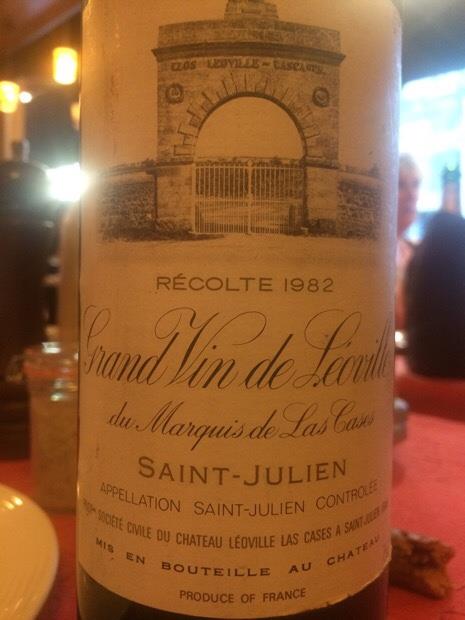 CLOS LEOVILLE - LASCASES
RÉCOLTE 1982
Grand Vin de Léoville
du Marquis de Las Cases
SAINT-JULIEN
APPELLATION SAINT-JULIEN CONTROLÉE
SOCIÉTÉ CIVILE DU CHATEAU LÉOVILLE LAS CASES A SAINT-JULIEN
MIS EN BOUTEILLE AU CHATEAU
PRODUCE OF FRANCE